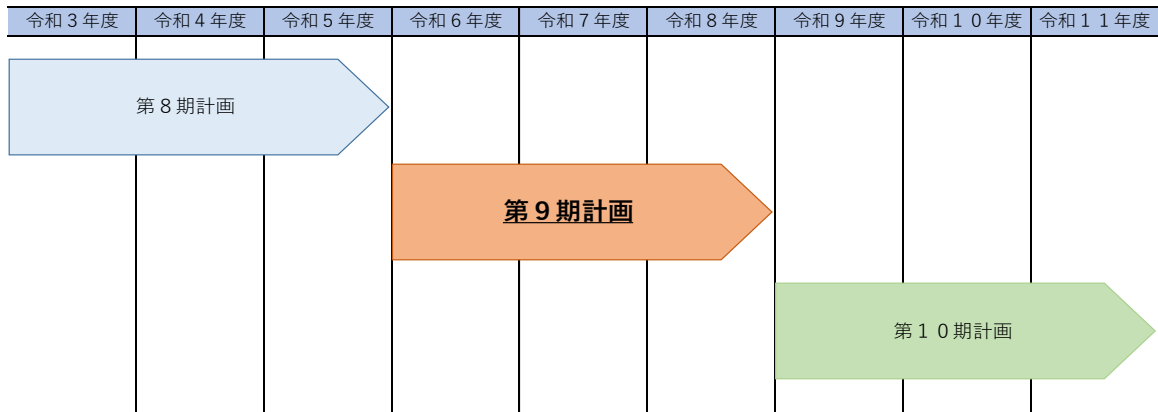 令和３年度 令和４年度 令和５年度 令和６年度 令和７年度 令和８年度 令和９年度 令和１０年度 令和１１年度
第８期計画
第９期計画
第１０期計画